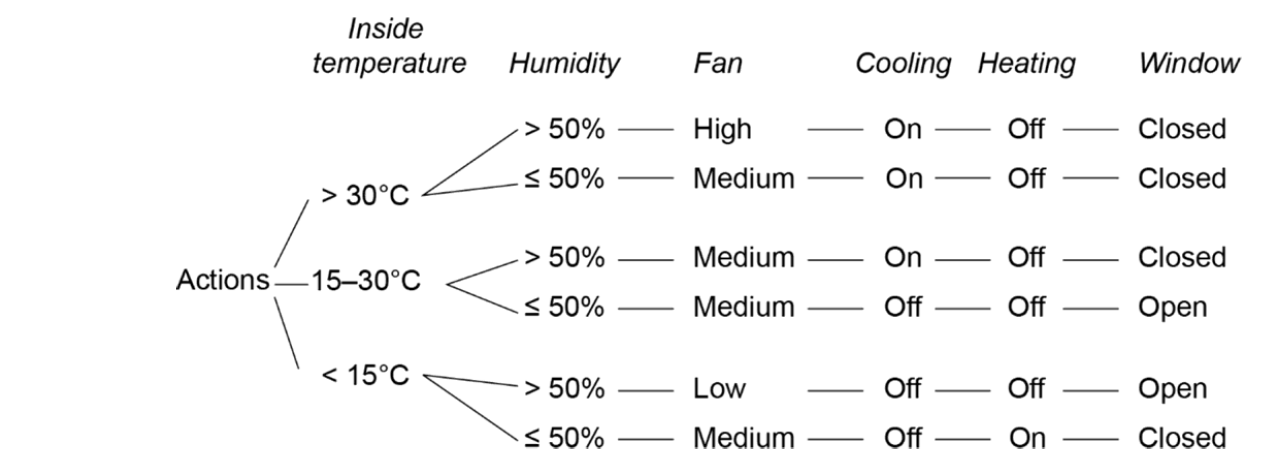 Inside
temperature Humidity Fan Cooling Heating Window
> 50% High On Off Closed
≤ 50% Medium On Off Closed
> 30°C
> 50% Medium On Off Closed
Actions 15–30°C
≤ 50% Medium Off Off Open
< 15°C
> 50% Low Off Off Open
≤ 50% Medium Off On Closed